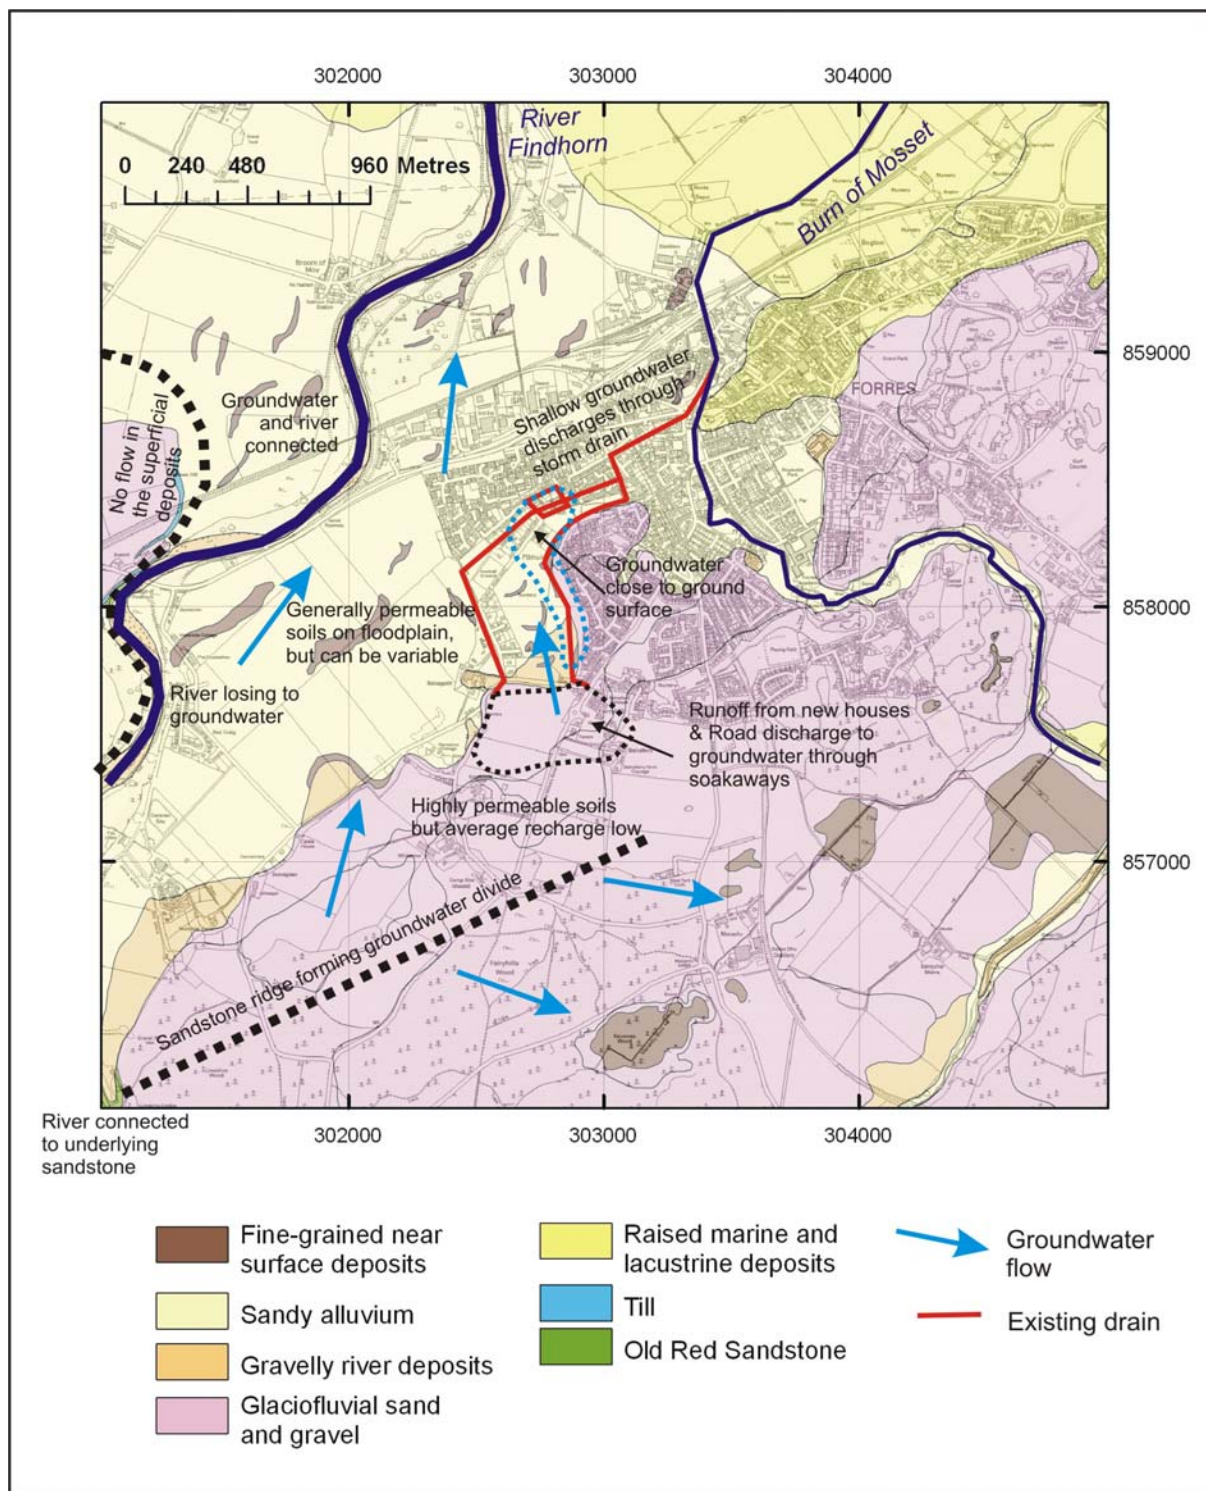 302000 303000 304000
River
Findhorn
0 240 480 960 Metres
Burn of Mosset
859000
FORRES
Groundwater
and river
connected
Shallow groundwater
discharges through
storm drain
No flow in
the superficial
deposits
Groundwater
close to ground
surface
858000
Generally permeable
soils on floodplain,
but can be variable
River losing to
groundwater
Runoff from new houses
& Road discharge to
groundwater through
soakaways
Highly permeable soils
but average recharge low
857000
Sandstone ridge forming groundwater divide
River connected
to underlying
sandstone
302000 303000 304000
Fine-grained near
surface deposits
Sandy alluvium
Gravelly river deposits
Glaciofluvial sand
and gravel
Raised marine and
lacustrine deposits
Till
Old Red Sandstone
Groundwater
flow
Existing drain